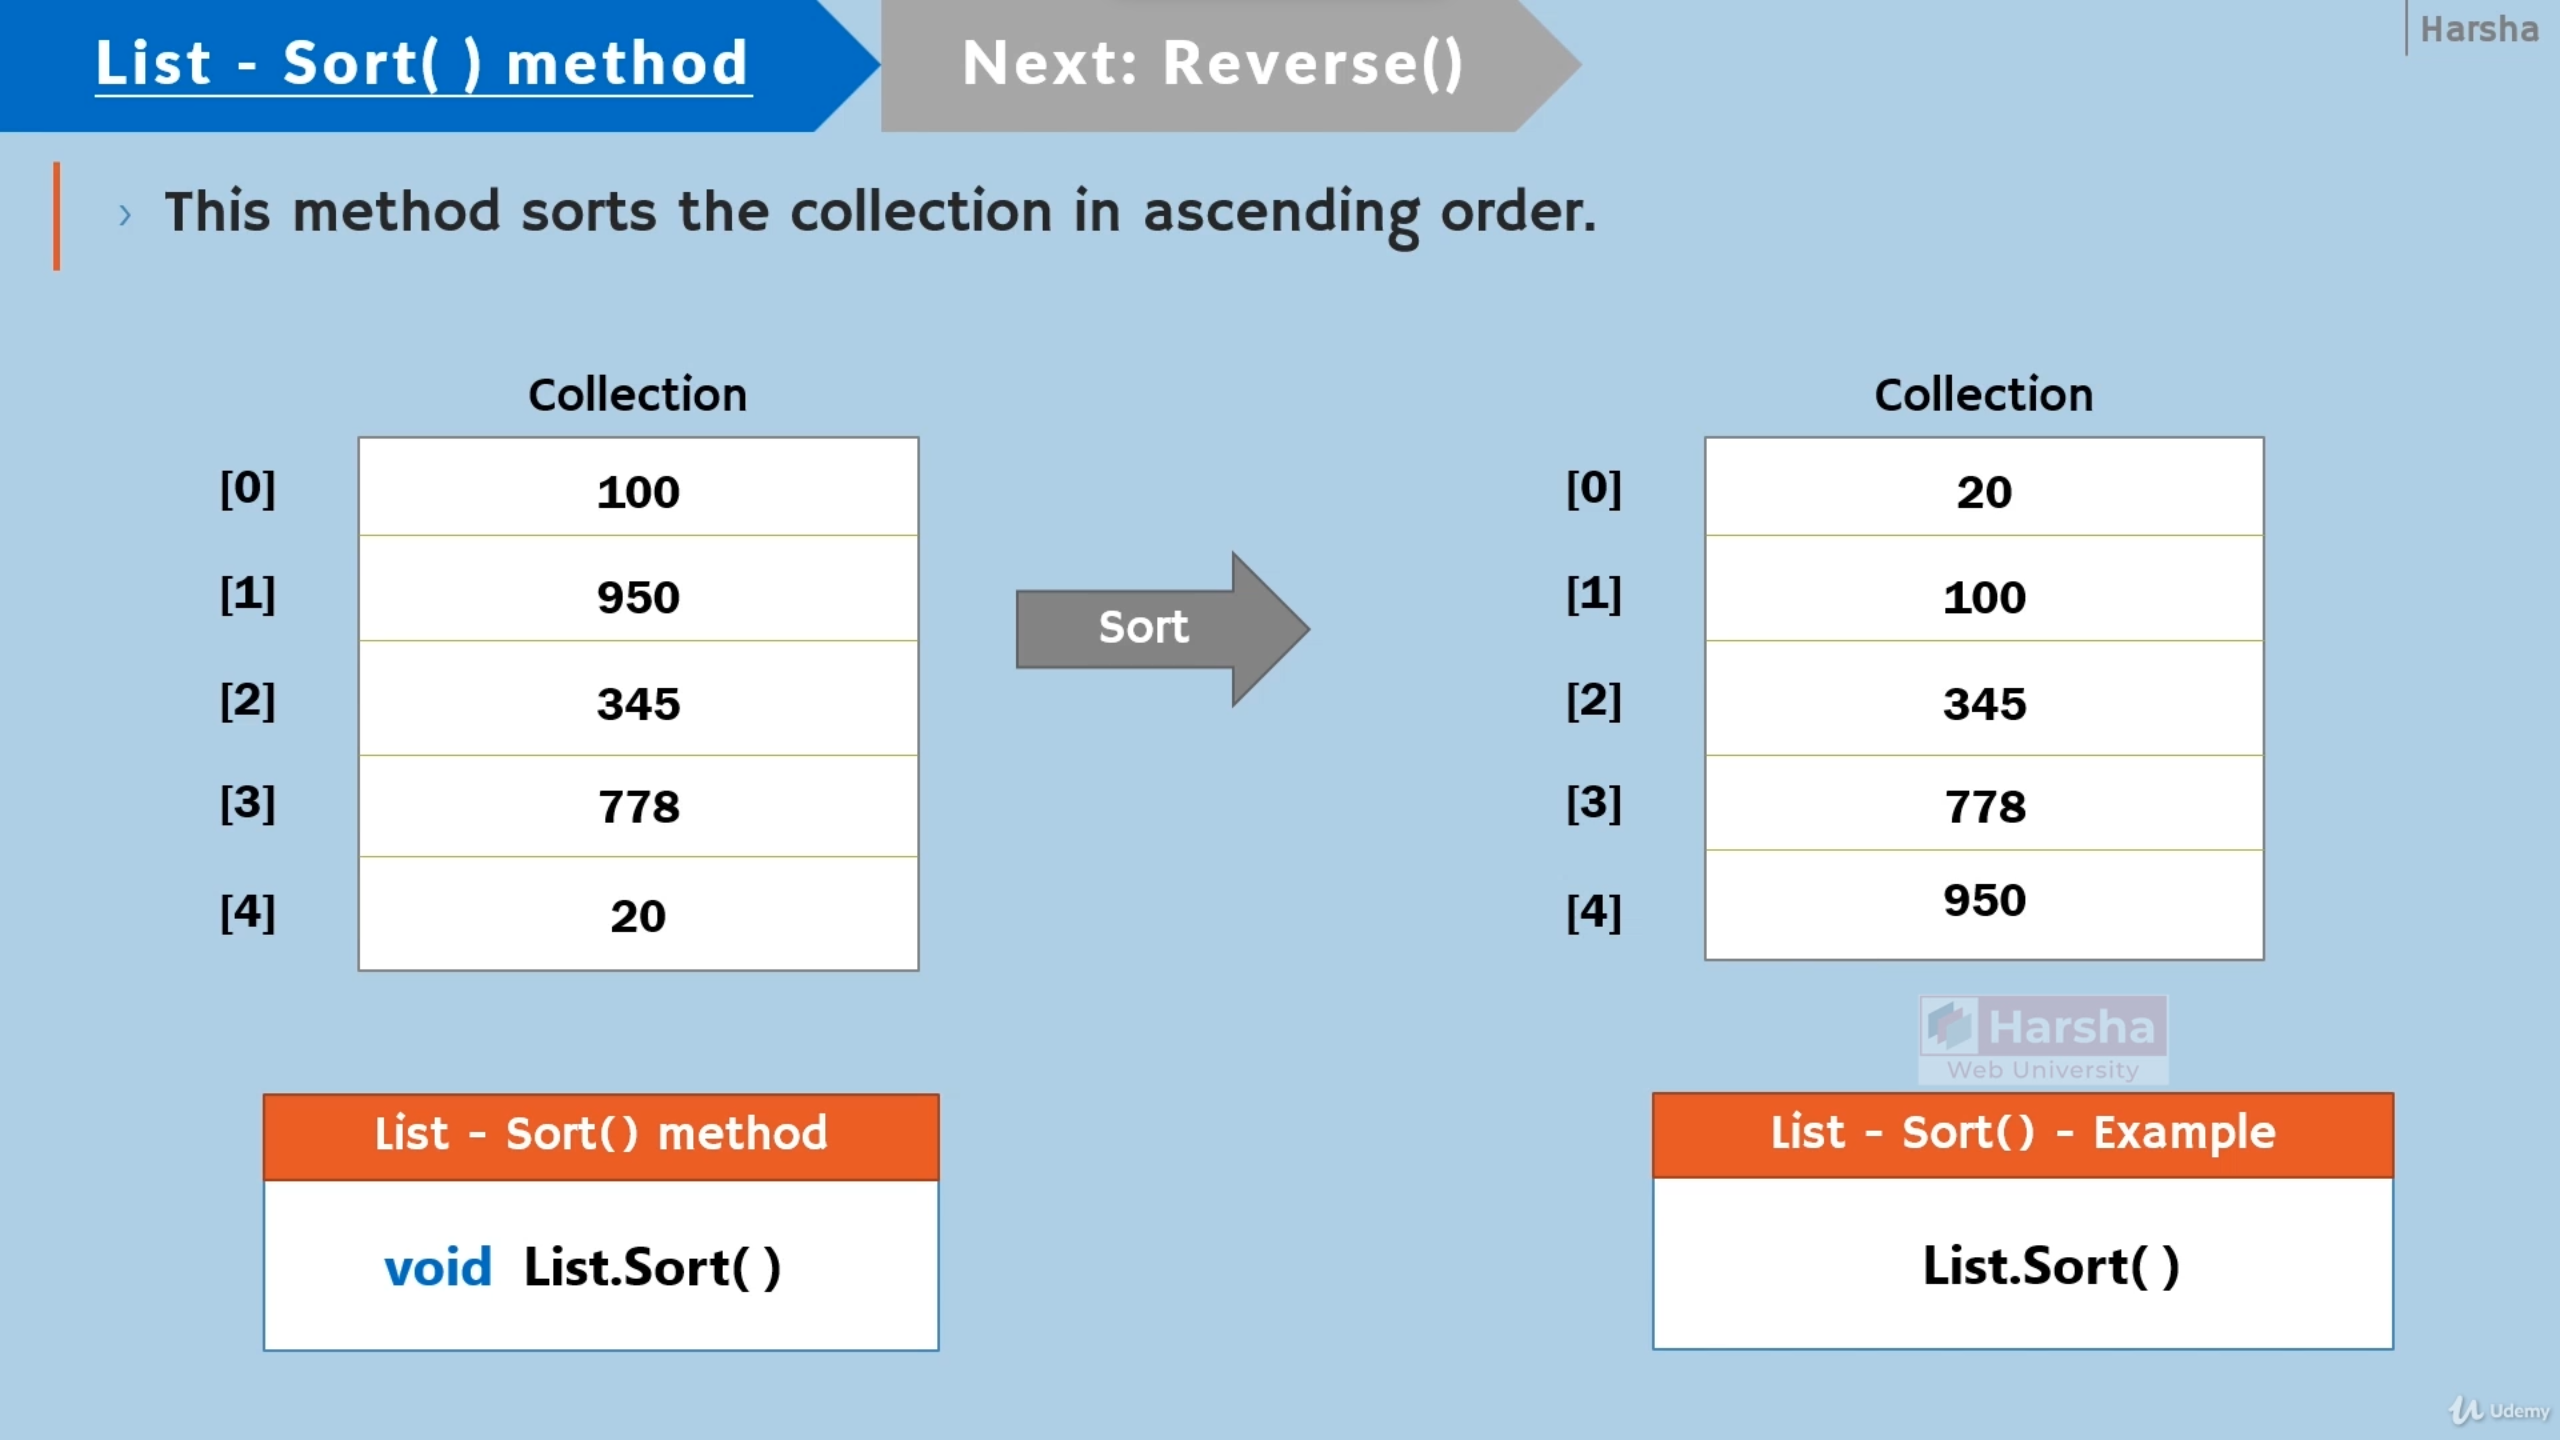 List - Sort( ) method
Next: Reverse()
Harsha
› This method sorts the collection in ascending order.
Collection
[0] 100
[1] 950
[2] 345
[3] 778
[4] 20
Sort
Collection
[0] 20
[1] 100
[2] 345
[3] 778
[4] 950
Harsha
Web University
List - Sort() method
void List.Sort( )
List - Sort() - Example
List.Sort( )
Udemy